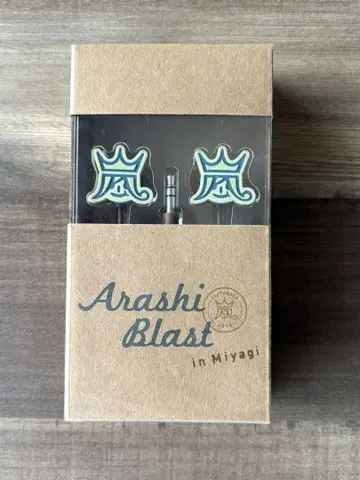 嵐 嵐
Arashi
Blast
in Miyagi